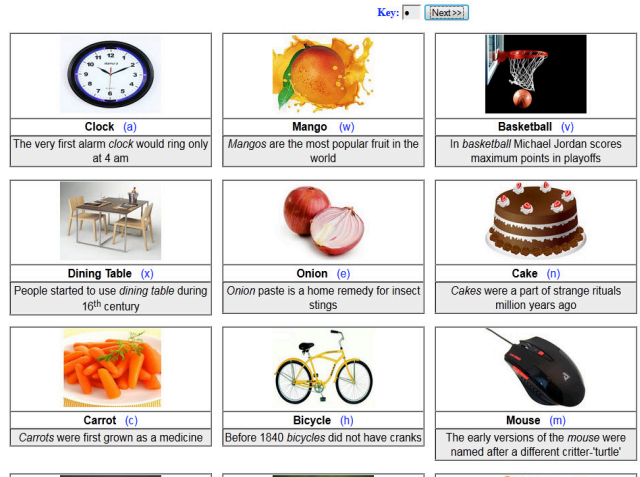 Key: Next>>
Clock (a)
The very first alarm clock would ring only
at 4 am
Mango (w)
Mangos are the most popular fruit in the
world
Basketball (v)
In basketball Michael Jordan scores
maximum points in playoffs
Dining Table (x)
People started to use dining table during
16th century
Onion (e)
Onion paste is a home remedy for insect
stings
Cake (n)
Cakes were a part of strange rituals
million years ago
Carrot (c)
Carrots were first grown as a medicine
Bicycle (h)
Before 1840 bicycles did not have cranks
Mouse (m)
The early versions of the mouse were
named after a different critter-'turtle'